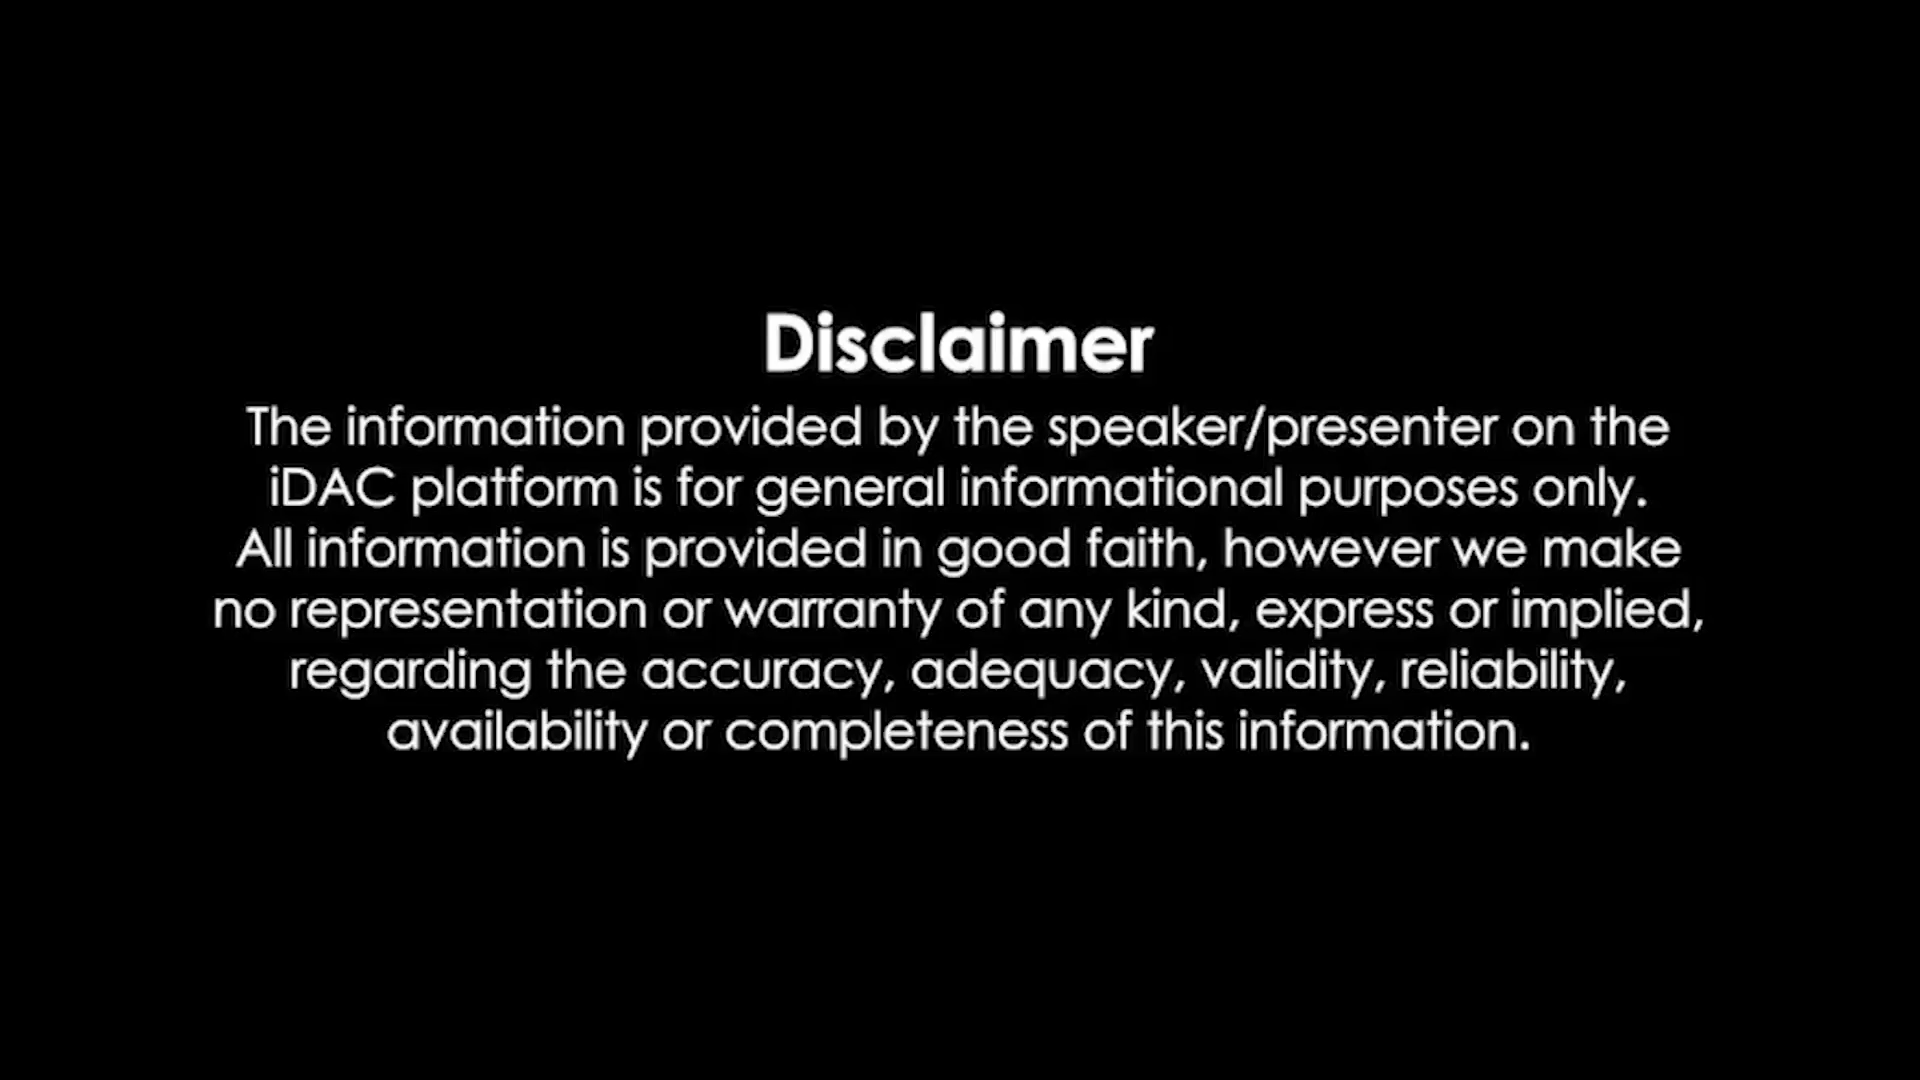 Disclaimer
The information provided by the speaker/presenter on the
iDAC platform is for general informational purposes only.
All information is provided in good faith, however we make
no representation or warranty of any kind, express or implied,
regarding the accuracy, adequacy, validity, reliability,
availability or completeness of this information.